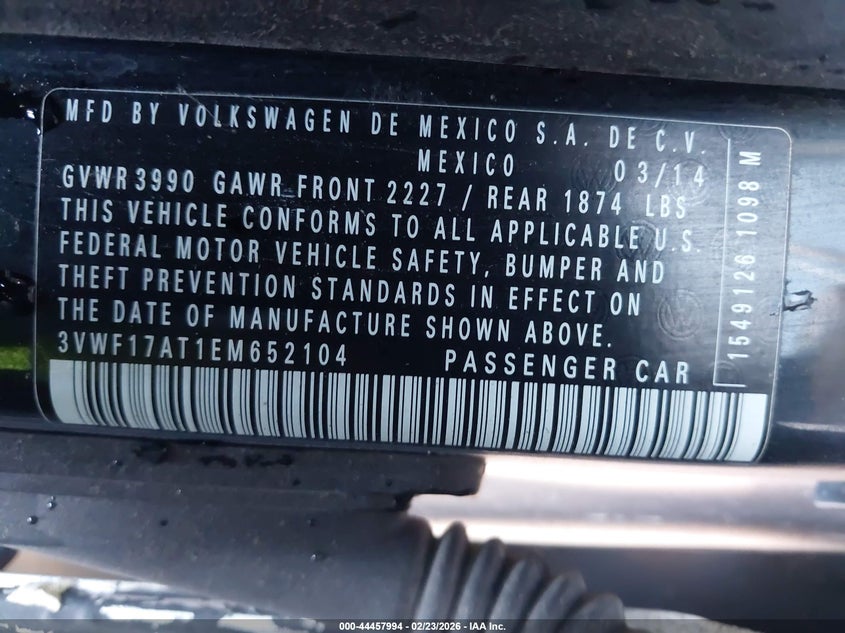 MFD BY VOLKSWAGEN DE MEXICO S.A. DE C.V.
MEXICO 03/14
GVWR3990 GAWR FRONT 2227 / REAR 1874 LBS
THIS VEHICLE CONFORMS TO ALL APPLICABLE U.S.
FEDERAL MOTOR VEHICLE SAFETY, BUMPER AND
THEFT PREVENTION STANDARDS IN EFFECT ON
THE DATE OF MANUFACTURE SHOWN ABOVE.
3VWF17AT1EM652104 PASSENGER CAR
1549126 1098 M
000-44457994 - 02/23/2026 - IAA Inc.